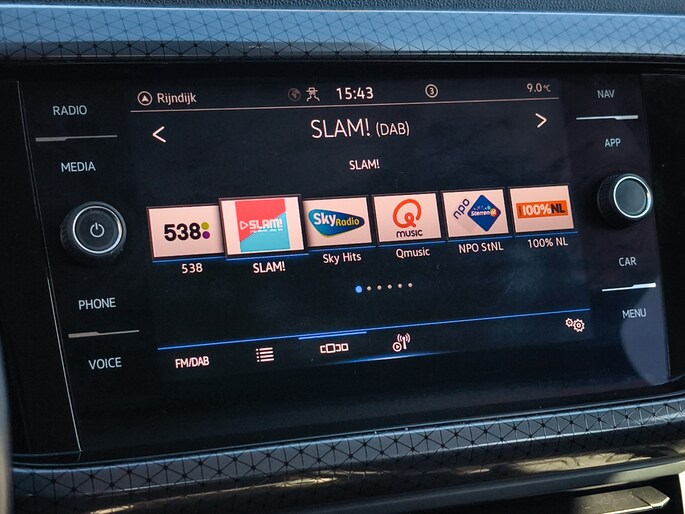 RADIO
MEDIA
PHONE
VOICE
Rijndijk 15:43 3 9.0°C
SLAM! (DAB)
SLAM!
538 SLAM! Sky Radio Q MUSIC npo Sterren 100%NL
538 SLAM! Sky Hits Qmusic NPO StNL 100% NL
FM/DAB
NAV
APP
CAR
MENU